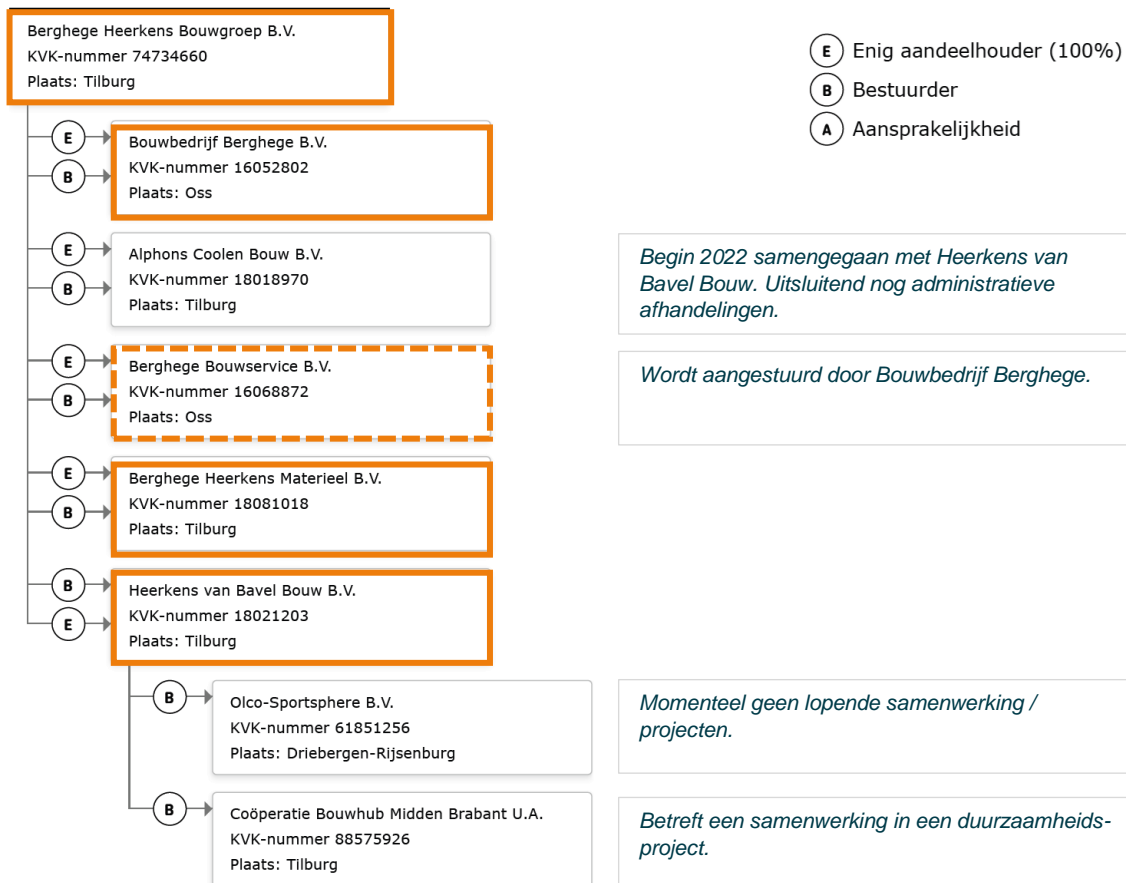 Berghege Heerkens Bouwgroep B.V.
KVK-nummer 74734660
Plaats: Tilburg
E Enig aandeelhouder (100%)
B Bestuurder
A Aansprakelijkheid
E
B
Bouwbedrijf Berghege B.V.
KVK-nummer 16052802
Plaats: Oss
E
B
Alphons Coolen Bouw B.V.
KVK-nummer 18018970
Plaats: Tilburg
Begin 2022 samengegaan met Heerkens van
Bavel Bouw. Uitsluitend nog administratieve
afhandelingen.
E
B
Berghege Bouwservice B.V.
KVK-nummer 16068872
Plaats: Oss
Wordt aangestuurd door Bouwbedrijf Berghege.
E
B
Berghege Heerkens Materieel B.V.
KVK-nummer 18081018
Plaats: Tilburg
B
E
Heerkens van Bavel Bouw B.V.
KVK-nummer 18021203
Plaats: Tilburg
B
Olco-Sportsphere B.V.
KVK-nummer 61851256
Plaats: Driebergen-Rijsenburg
Momenteel geen lopende samenwerking /
projecten.
B
Coöperatie Bouwhub Midden Brabant U.A.
KVK-nummer 88575926
Plaats: Tilburg
Betreft een samenwerking in een duurzaamheids-
project.